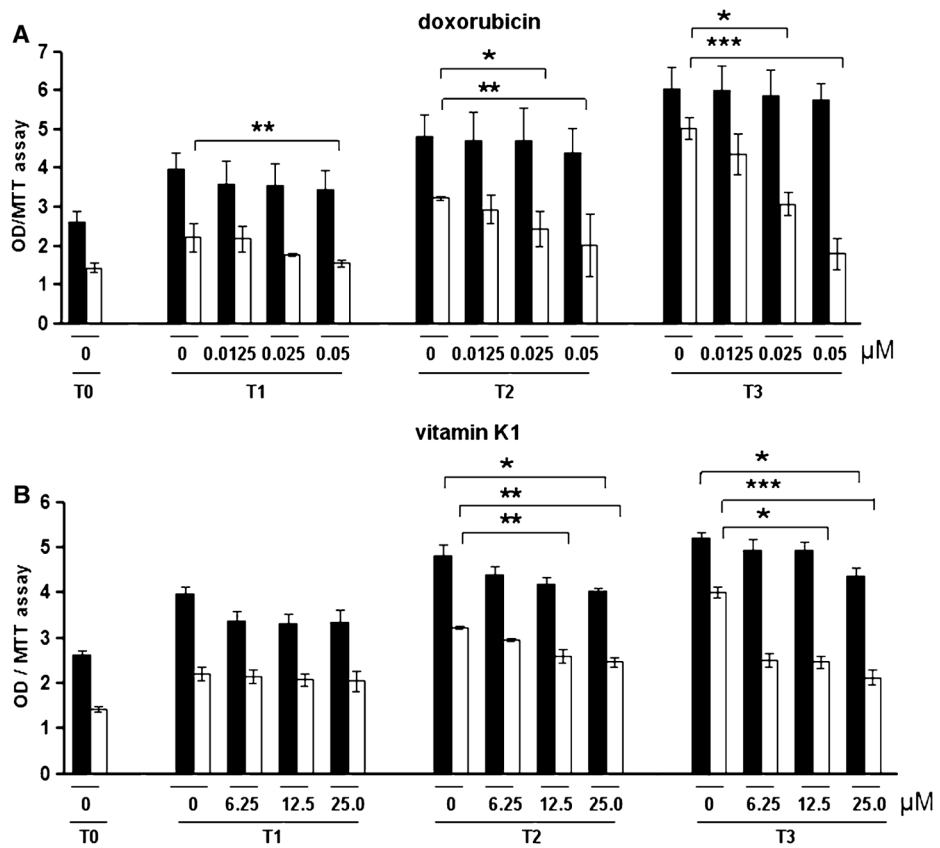 A
doxorubicin
*
***
*
**
**
7
6
5
4
3
2
1
0
OD/MTT assay
0 0 0.0125 0.025 0.05 0 0.0125 0.025 0.05 0 0.0125 0.025 0.05 µM
T0 T1 T2 T3
vitamin K1
B
*
*
***
**
*
**
6
5
4
3
2
1
0
OD / MTT assay
0 0 6.25 12.5 25.0 0 6.25 12.5 25.0 0 6.25 12.5 25.0 µM
T0 T1 T2 T3